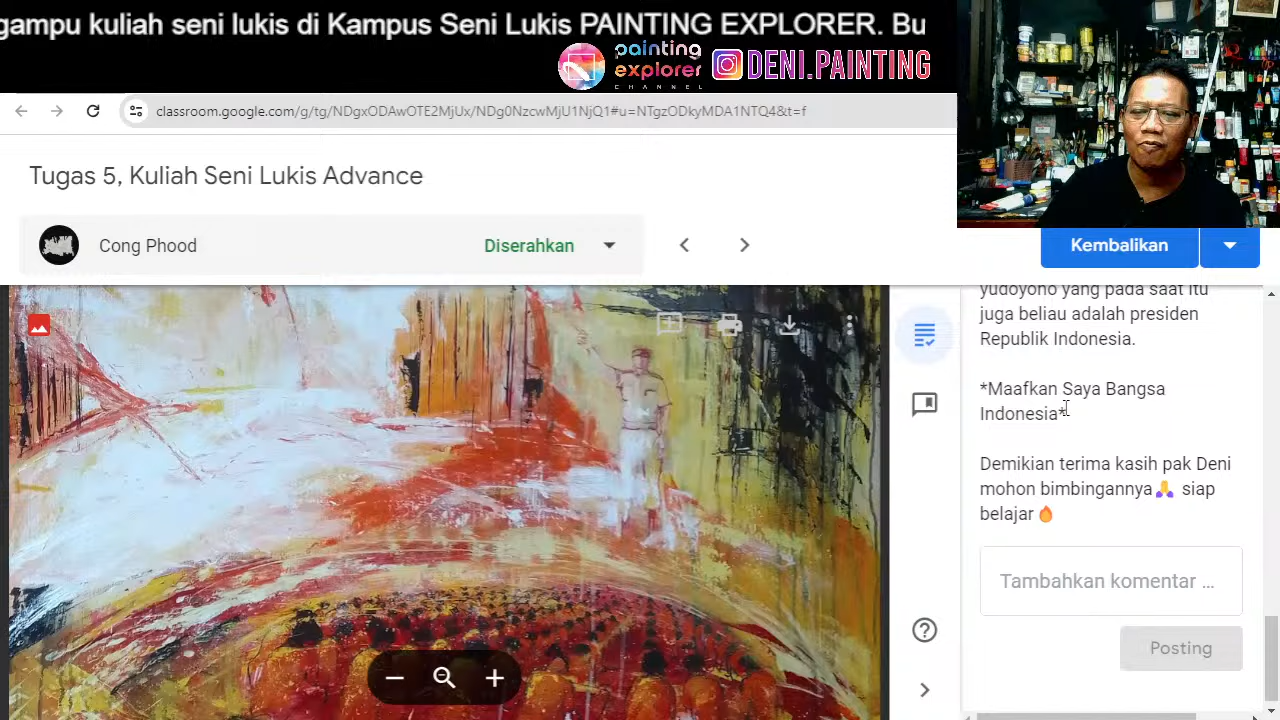 gampu kuliah seni lukis di Kampus Seni Lukis PAINTING EXPLORER. Bu
painting
explorer
CHANNEL
DENI.PAINTING
classroom.google.com/g/tg/NDgxODAwOTE2MjUx/NDg0NzcwMjU1NjQ1#u=NTgzODkyMDA1NTQ4&t=f
Tugas 5, Kuliah Seni Lukis Advance
Cong Phood
Diserahkan
Kembalikan
yudoyono yang pada saat itu
juga beliau adalah presiden
Republik Indonesia.
*Maafkan Saya Bangsa
Indonesia*
Demikian terima kasih pak Deni
mohon bimbingannya🙏 siap
belajar🔥
Tambahkan komentar ...
Posting